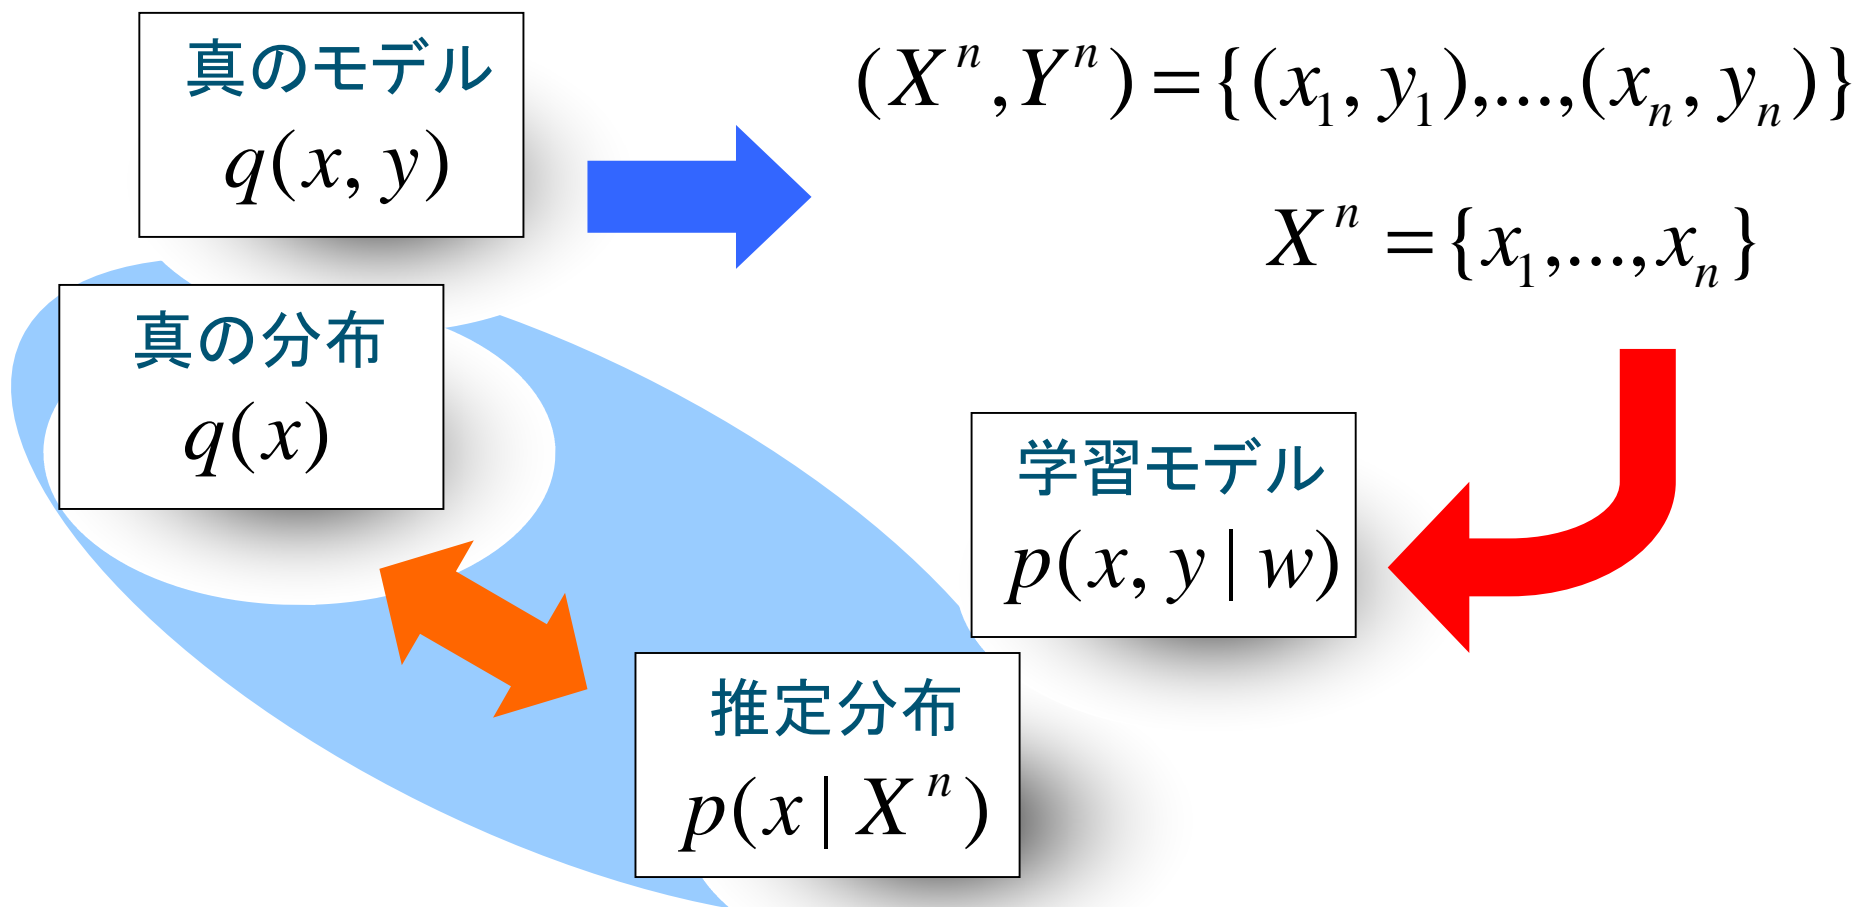 真のモデル
q(x, y)
(X^n, Y^n) = {(x_1, y_1),...,(x_n, y_n)}
X^n = {x_1,...,x_n}
真の分布
q(x)
学習モデル
p(x, y | w)
推定分布
p(x | X^n)